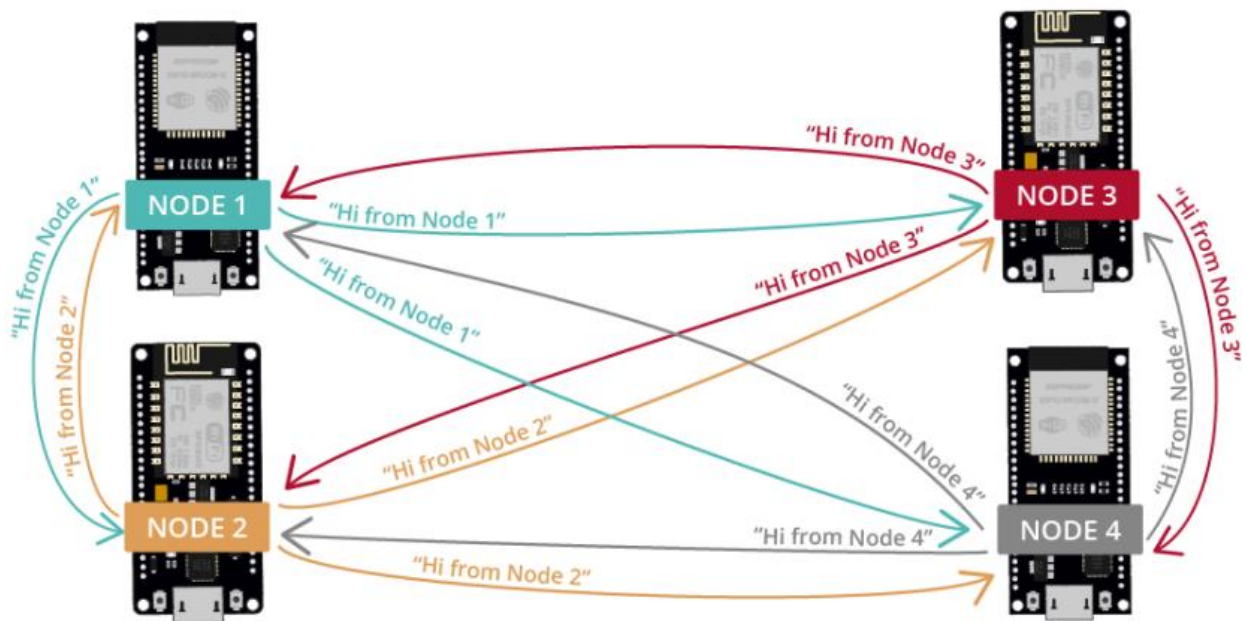 “Hi from Node 3”
NODE 1
NODE 3
“Hi from Node 1”
“Hi from Node 1”
“Hi from Node 3”
“Hi from Node 3”
“Hi from Node 1”
“Hi from Node 2”
“Hi from Node 4”
“Hi from Node 2”
“Hi from Node 4”
NODE 2
NODE 4
“Hi from Node 4”
“Hi from Node 2”